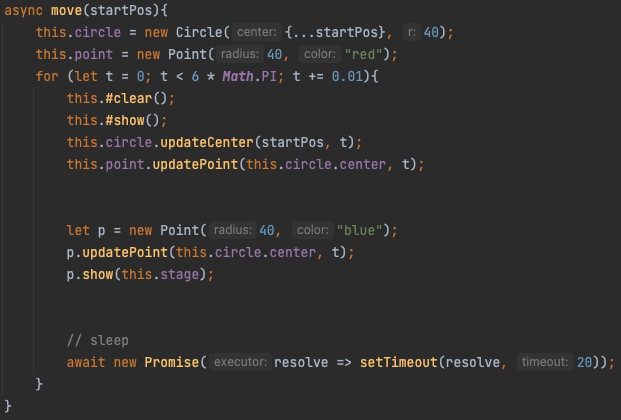 async move(startPos){
this.circle = new Circle( center: {...startPos}, r: 40);
this.point = new Point( radius: 40, color: "red");
for (let t = 0; t < 6 * Math.PI; t += 0.01){
this.#clear();
this.#show();
this.circle.updateCenter(startPos, t);
this.point.updatePoint(this.circle.center, t);
let p = new Point( radius: 40, color: "blue");
p.updatePoint(this.circle.center, t);
p.show(this.stage);
// sleep
await new Promise( executor: resolve => setTimeout(resolve, timeout: 20));
}
}